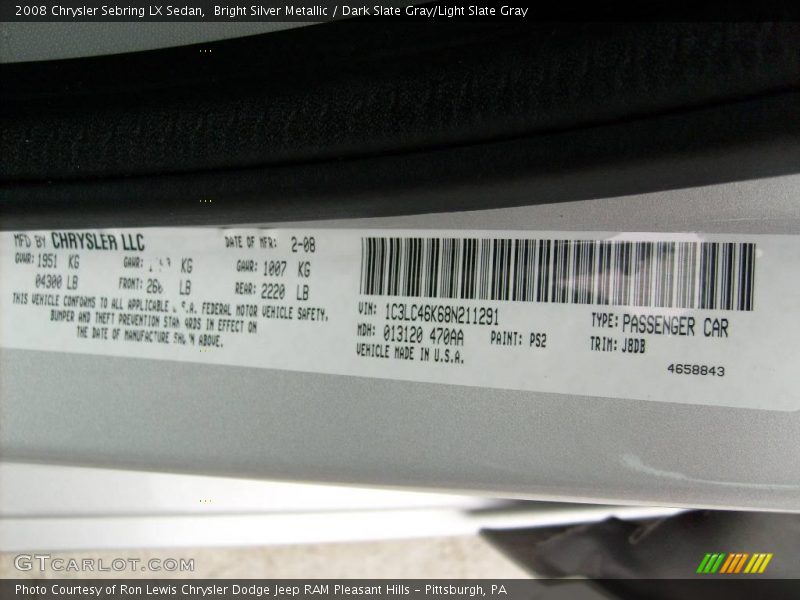 2008 Chrysler Sebring LX Sedan, Bright Silver Metallic / Dark Slate Gray/Light Slate Gray
MFD BY CHRYSLER LLC DATE OF MFR: 2-08
GVWR: 1951 KG GAWR: KG GAWR: 1007 KG
04300 LB FRONT: LB REAR: 2220 LB
THIS VEHICLE CONFORMS TO ALL APPLICABLE FEDERAL MOTOR VEHICLE SAFETY,
BUMPER AND THEFT PREVENTION IN EFFECT ON
THE DATE OF MANUFACTURE ABOVE.
VIN: 1C3LC46K68N211291 TYPE: PASSENGER CAR
MDH: 013120 470AA PAINT: PS2 TRIM: J8DB
VEHICLE MADE IN U.S.A.
4658843
GTCARLOT.COM
Photo Courtesy of Ron Lewis Chrysler Dodge Jeep RAM Pleasant Hills - Pittsburgh, PA